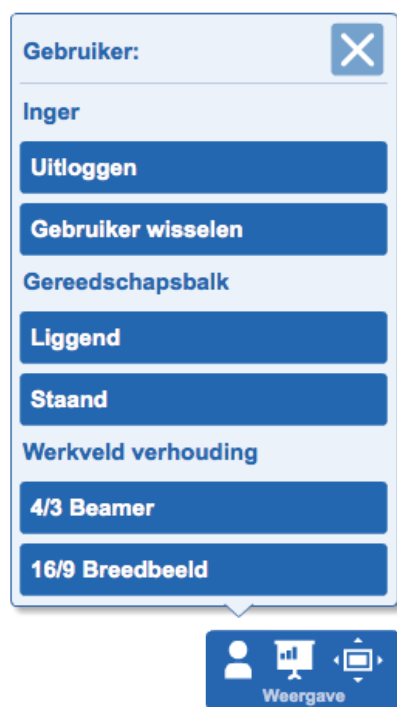 Gebruiker:
Inger
Uitloggen
Gebruiker wisselen
Gereedschapsbalk
Liggend
Staand
Werkveld verhouding
4/3 Beamer
16/9 Breedbeeld
Weergave